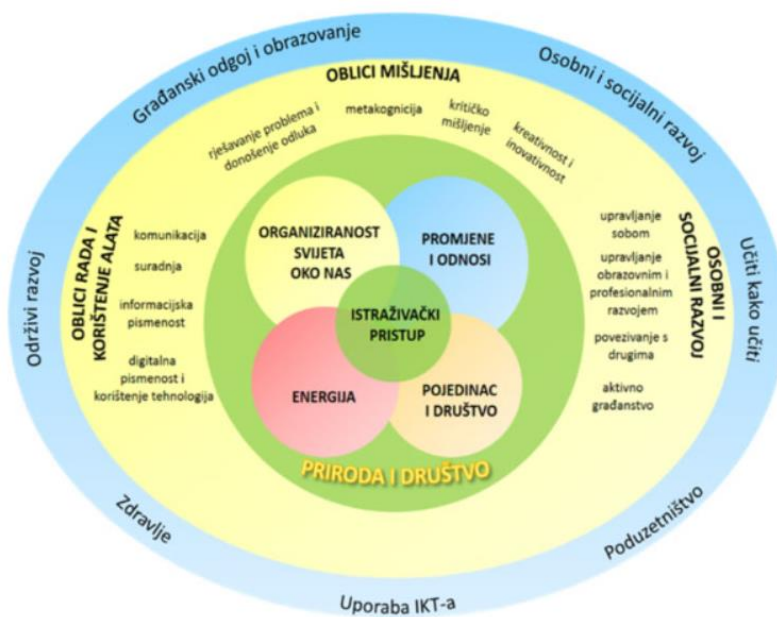 Građanski odgoj i obrazovanje
Osobni i socijalni razvoj
Učiti kako učiti
Poduzetništvo
Uporaba IKT-a
Zdravlje
Održivi razvoj
OBLICI MIŠLJENJA
rješavanje problema i
donošenje odluka
metakognicija
kritičko
mišljenje
kreativnost i
inovativnost
OBLICI RADA I
KORIŠTENJE ALATA
komunikacija
suradnja
informacijska
pismenost
digitalna
pismenost i
korištenje tehnologija
OSOBNI I
SOCIJALNI RAZVOJ
upravljanje
sobom
upravljanje
obrazovnim i
profesionalnim
razvojem
povezivanje s
drugima
aktivno
građanstvo
ORGANIZIRANOST
SVIJETA
OKO NAS
PROMJENE
I ODNOSI
ISTRAŽIVAČKI
PRISTUP
ENERGIJA
POJEDINAC
I DRUŠTVO
PRIRODA I DRUŠTVO